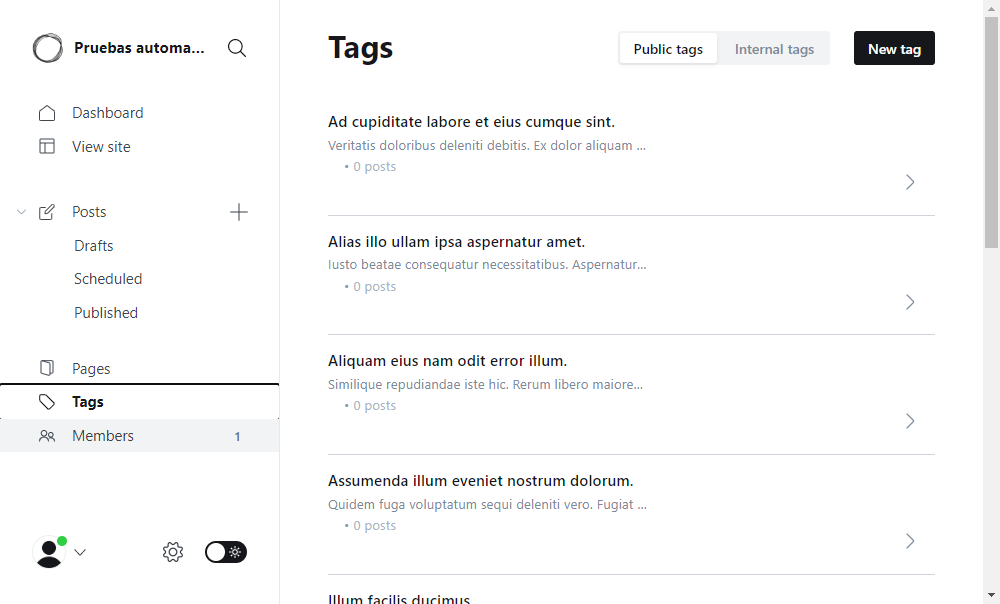 Pruebas automa...
Dashboard
View site
Posts
Drafts
Scheduled
Published
Pages
Tags
Members 1
Tags
Public tags
Internal tags
New tag
Ad cupiditate labore et eius cumque sint.
Veritatis doloribus deleniti debitis. Ex dolor aliquam ...
• 0 posts
Alias illo ullam ipsa aspernatur amet.
Iusto beatae consequatur necessitatibus. Aspernatur...
• 0 posts
Aliquam eius nam odit error illum.
Similique repudiandae iste hic. Rerum libero maiore...
• 0 posts
Assumenda illum eveniet nostrum dolorum.
Quidem fuga voluptatum sequi deleniti vero. Fugiat ...
• 0 posts
Illum facilis ducimus